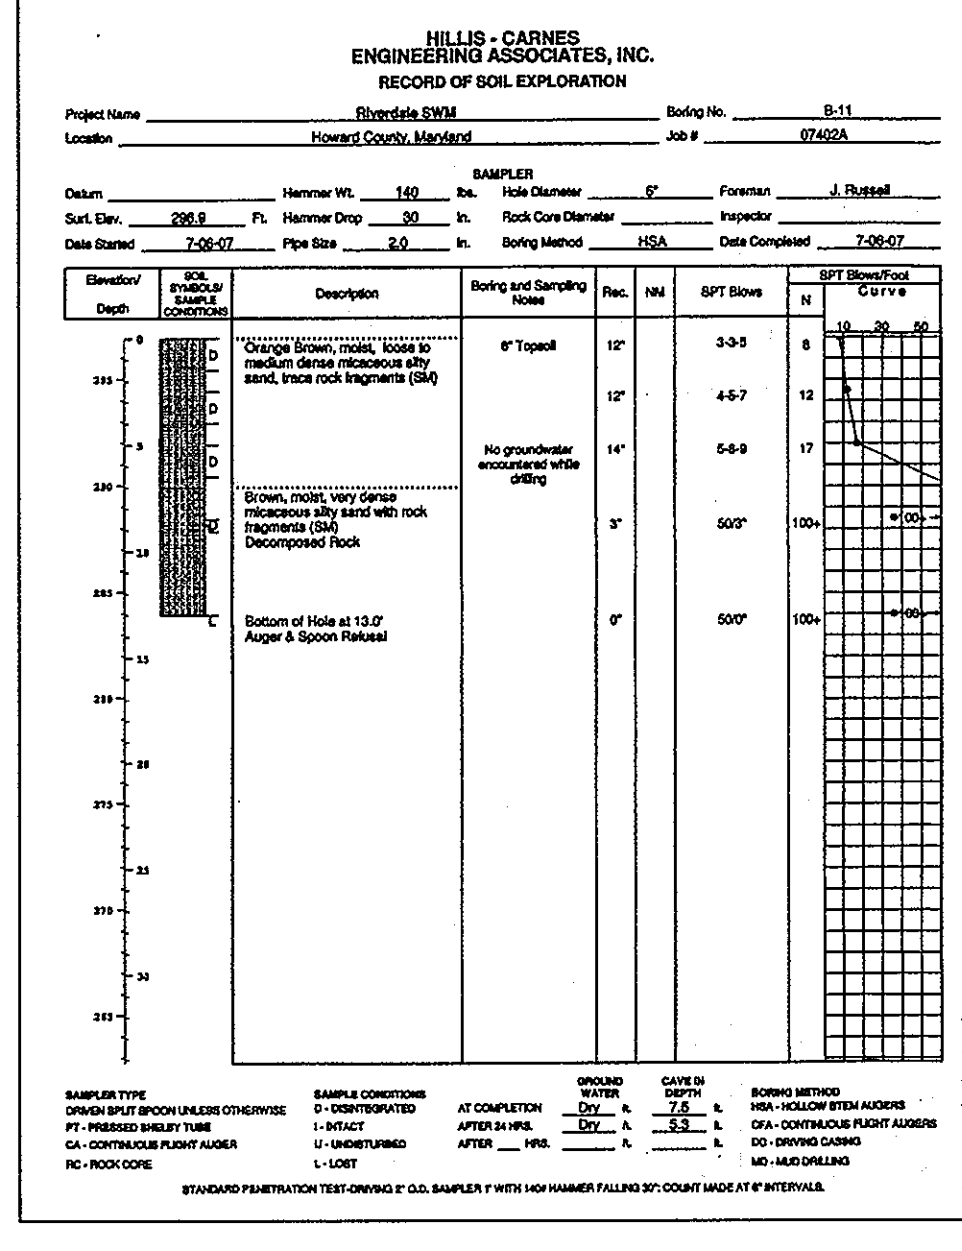 HILLIS - CARNES
ENGINEERING ASSOCIATES, INC.
RECORD OF SOIL EXPLORATION
Project Name Riverdale SWM Boring No. B-11
Location Howard County, Maryland Job # 07402A
SAMPLER
Datum Hammer Wt. 140 lbs. Hole Diameter 6" Foreman J. Russell
Surf. Elev. 296.9 Ft. Hammer Drop 30 In. Rock Core Diameter Inspector
Date Started 7-06-07 Pipe Size 2.0 In. Boring Method HSA Date Completed 7-06-07
Elevation/ Depth SOIL SYMBOLS/ SAMPLE CONDITIONS Description Boring and Sampling Notes Rec. NM SPT Blows SPT Blows/Foot
N Curve
10 30 50
0 D Orange Brown, moist, loose to 6" Topsoil 12" 3-3-5 8
medium dense micaceous silty
sand, trace rock fragments (SM)
295
D 12" 4-5-7 12
5 D No groundwater 14" 5-8-9 17
encountered while
drilling
290
Brown, moist, very dense
micaceous silty sand with rock
fragments (SM) 3" 50/3" 100+ 100+
Decomposed Rock
10
285
L Bottom of Hole at 13.0' 0" 50/0" 100+
Auger & Spoon Refusal
15
280
20
275
25
270
30
265
SAMPLER TYPE SAMPLE CONDITIONS GROUND WATER CAVE IN DEPTH BORING METHOD
DRIVEN SPLIT SPOON UNLESS OTHERWISE D - DISINTEGRATED AT COMPLETION Dry ft. 7.5 ft. HSA - HOLLOW STEM AUGERS
PT - PRESSED SHELBY TUBE I - INTACT AFTER 24 HRS. Dry ft. 5.3 ft. CFA - CONTINUOUS FLIGHT AUGERS
CA - CONTINUOUS FLIGHT AUGER U - UNDISTURBED AFTER HRS. ft. ft. DC - DRIVING CASING
RC - ROCK CORE L - LOST MD - MUD DRILLING
STANDARD PENETRATION TEST-DRIVING 2" O.D. SAMPLER 1' WITH 140# HAMMER FALLING 30": COUNT MADE AT 6" INTERVALS.